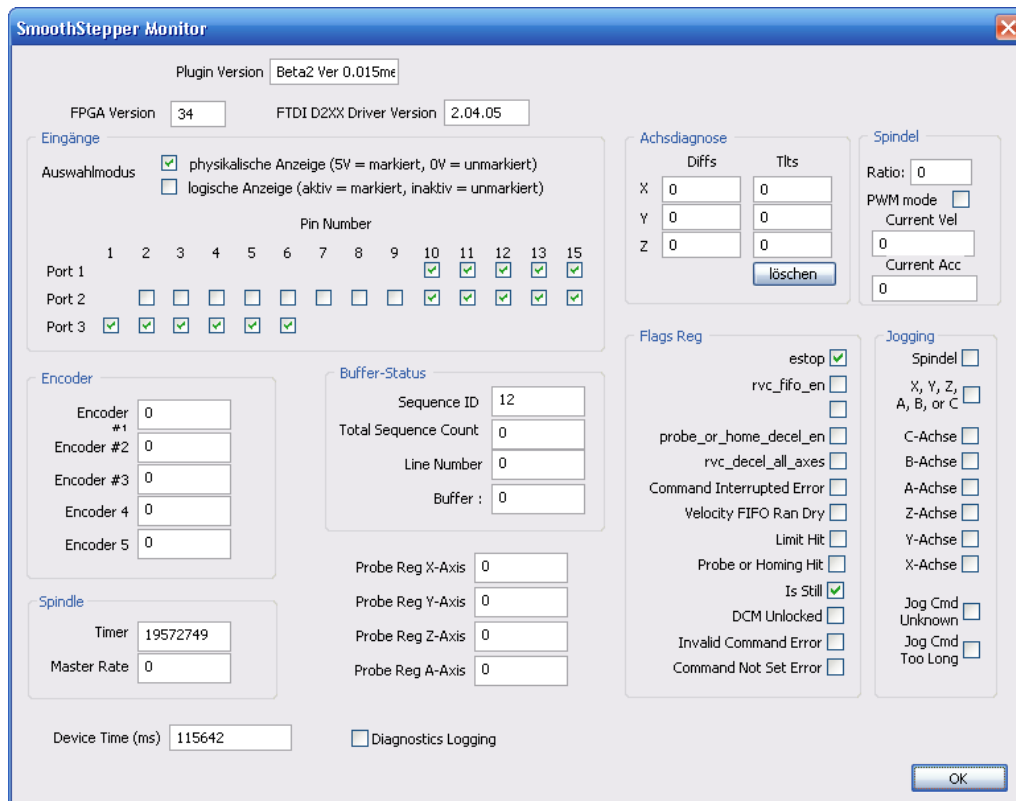 SmoothStepper Monitor
Plugin Version Beta2 Ver 0.015me
FPGA Version 34 FTDI D2XX Driver Version 2.04.05
Eingänge
Auswahlmodus physikalische Anzeige (5V = markiert, 0V = unmarkiert)
logische Anzeige (aktiv = markiert, inaktiv = unmarkiert)
Pin Number
1 2 3 4 5 6 7 8 9 10 11 12 13 15
Port 1
Port 2
Port 3
Achsdiagnose
Diffs Tlts
X 0 0
Y 0 0
Z 0 0
löschen
Spindel
Ratio: 0
PWM mode
Current Vel
0
Current Acc
0
Encoder
Encoder #1 0
Encoder #2 0
Encoder #3 0
Encoder 4 0
Encoder 5 0
Buffer-Status
Sequence ID 12
Total Sequence Count 0
Line Number 0
Buffer : 0
Flags Reg
estop
rvc_fifo_en
probe_or_home_decel_en
rvc_decel_all_axes
Command Interrupted Error
Velocity FIFO Ran Dry
Limit Hit
Probe or Homing Hit
Is Still
DCM Unlocked
Invalid Command Error
Command Not Set Error
Jogging
Spindel
X, Y, Z,
A, B, or C
C-Achse
B-Achse
A-Achse
Z-Achse
Y-Achse
X-Achse
Jog Cmd
Unknown
Jog Cmd
Too Long
Spindle
Timer 19572749
Master Rate 0
Probe Reg X-Axis 0
Probe Reg Y-Axis 0
Probe Reg Z-Axis 0
Probe Reg A-Axis 0
Device Time (ms) 115642
Diagnostics Logging
OK